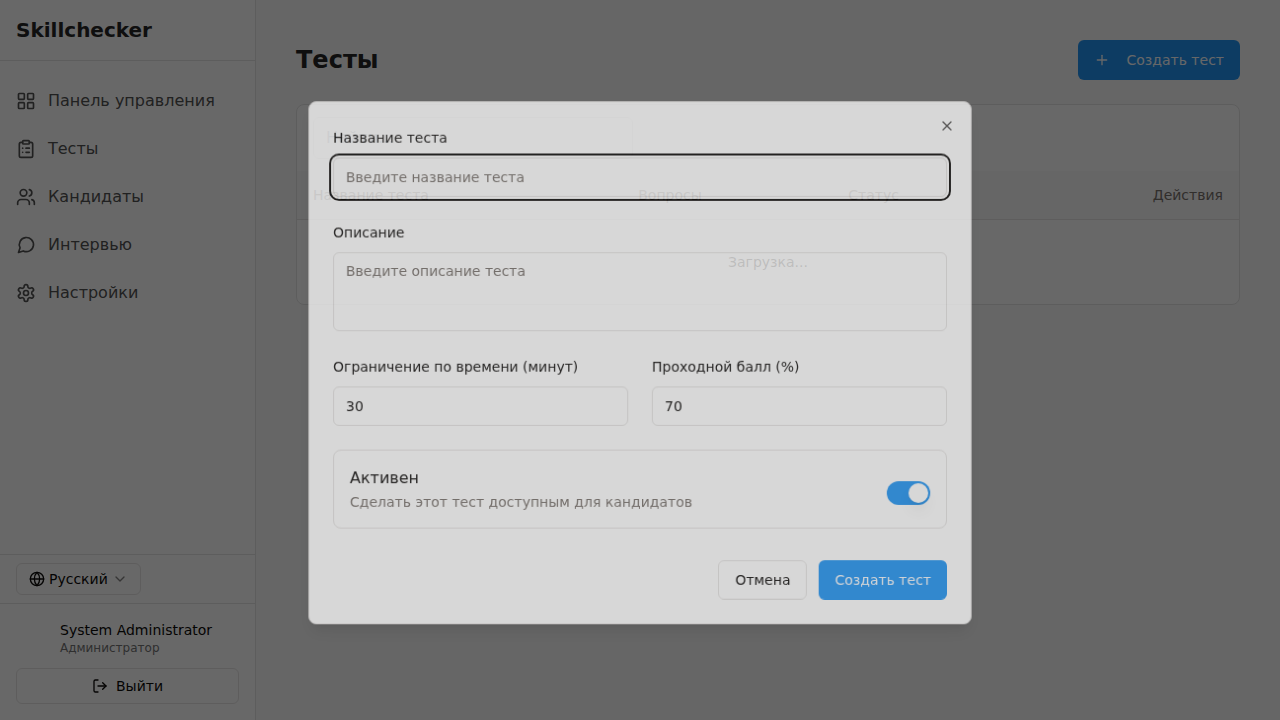 Skillchecker
Панель управления
Тесты
Кандидаты
Интервью
Настройки
Русский
System Administrator
Администратор
Выйти
Тесты
Создать тест
Название теста
Вопросы
Статус
Действия
Загрузка...
Название теста
Введите название теста
Описание
Введите описание теста
Ограничение по времени (минут)
Проходной балл (%)
30
70
Активен
Сделать этот тест доступным для кандидатов
Отмена
Создать тест